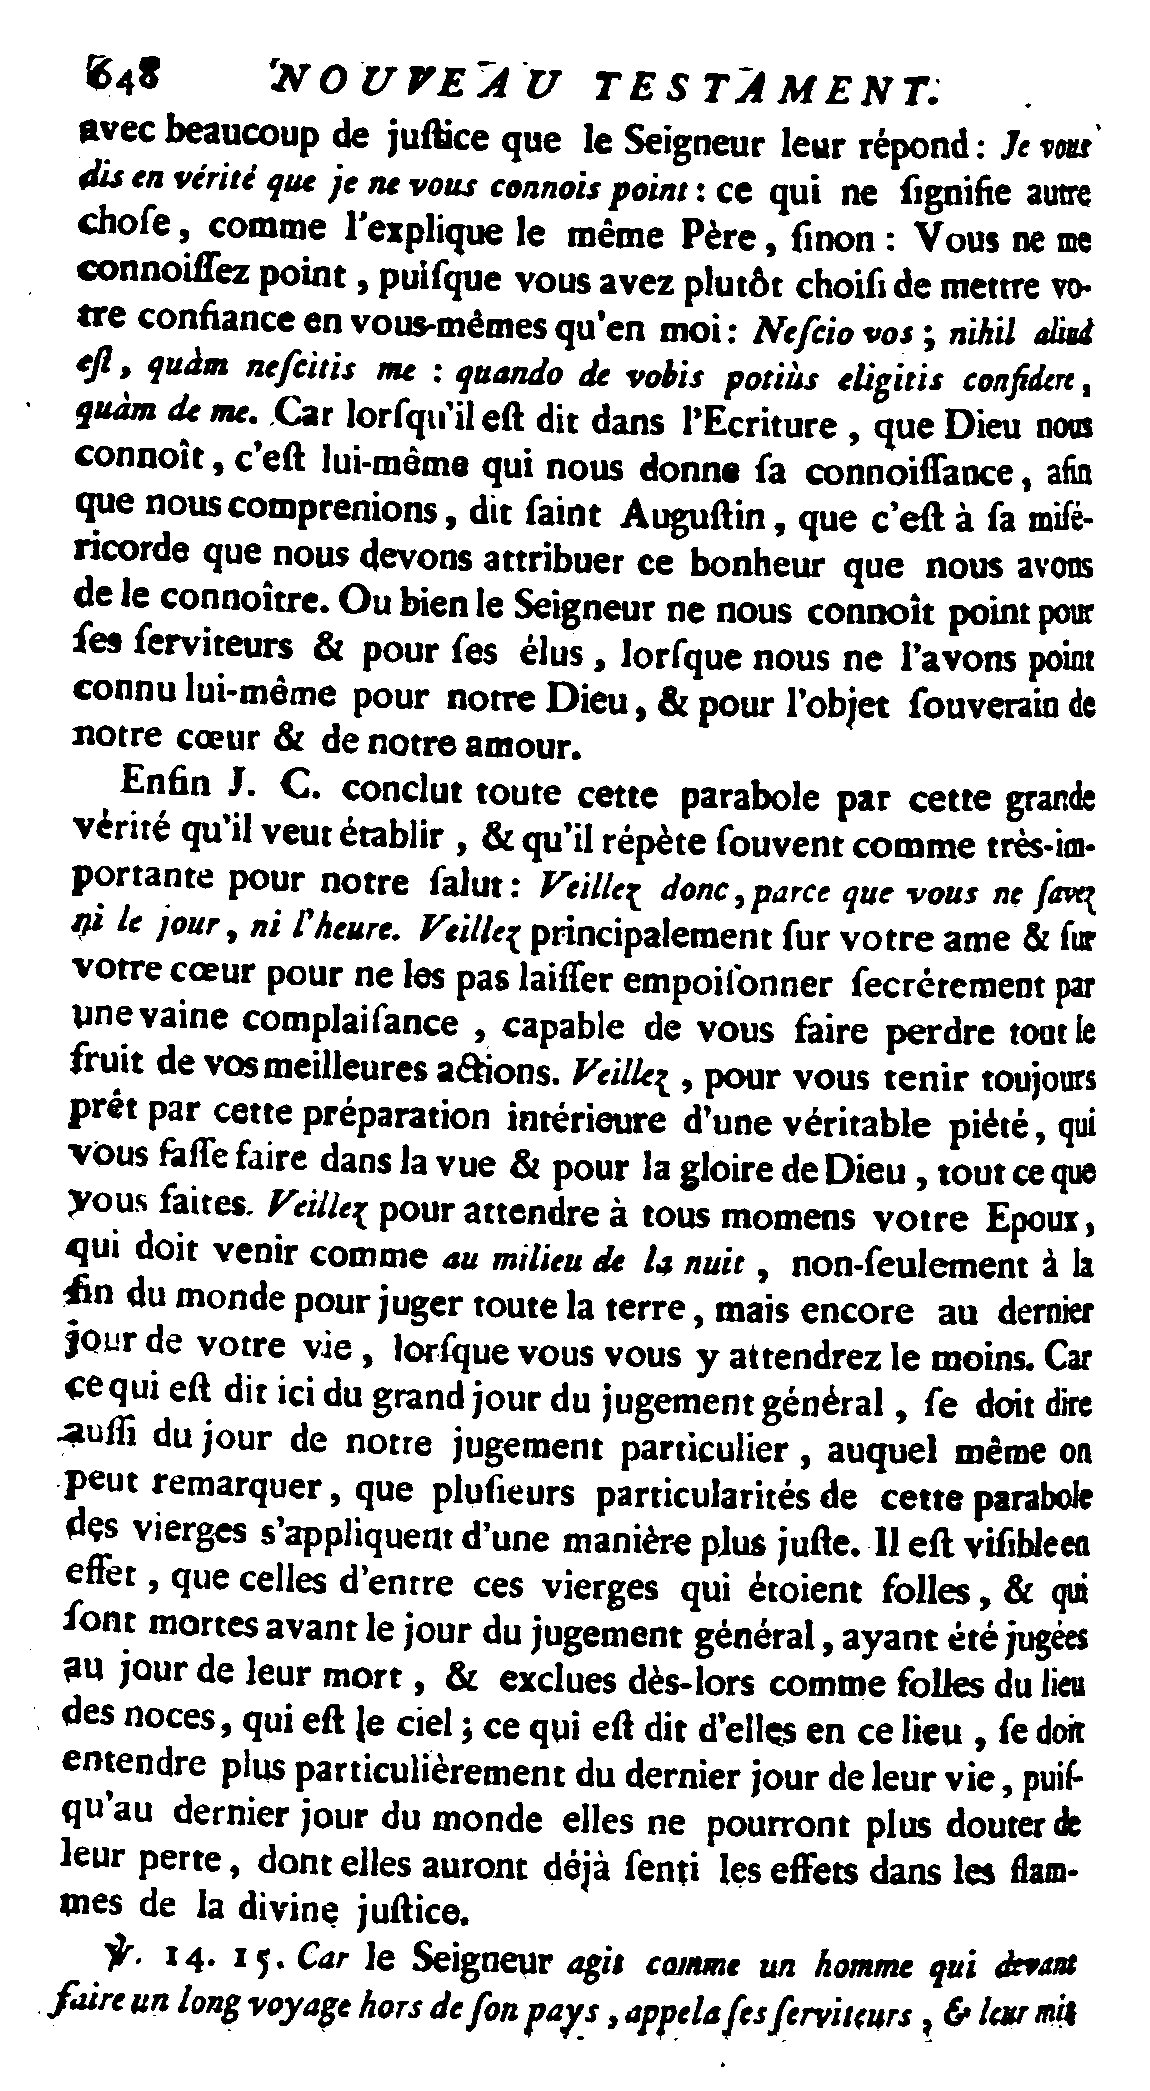 648 NOUVEAU TESTAMENT.
avec beaucoup de juſtice que le Seigneur leur répond : Je vous
dis en vérité que je ne vous connois point : ce qui ne ſignifie autre
choſe, comme l'explique le même Père, ſinon : Vous ne me
connoiſſez point, puiſque vous avez plutôt choiſi de mettre vo-
tre confiance en vous-mêmes qu'en moi : Neſcio vos ; nihil aliud
eſt, quàm neſcitis me : quando de vobis potiùs eligitis confidere,
quàm de me. Car lorſqu'il eſt dit dans l'Ecriture, que Dieu nous
connoît, c'eſt lui-même qui nous donne ſa connoiſſance, afin
que nous comprenions, dit ſaint Auguſtin, que c'eſt à ſa miſé-
ricorde que nous devons attribuer ce bonheur que nous avons
de le connoître. Ou bien le Seigneur ne nous connoît point pour
ſes ſerviteurs & pour ſes élus, lorſque nous ne l'avons point
connu lui-même pour notre Dieu, & pour l'objet ſouverain de
notre cœur & de notre amour.
Enfin J. C. conclut toute cette parabole par cette grande
vérité qu'il veut établir, & qu'il répète ſouvent comme très-im-
portante pour notre ſalut : Veillez donc, parce que vous ne ſavez
ni le jour, ni l'heure. Veillez principalement ſur votre ame & ſur
votre cœur pour ne les pas laiſſer empoiſonner ſecrétement par
une vaine complaiſance, capable de vous faire perdre tout le
fruit de vos meilleures actions. Veillez, pour vous tenir toujours
prêt par cette préparation intérieure d'une véritable piété, qui
vous faſſe faire dans la vue & pour la gloire de Dieu, tout ce que
vous faites. Veillez pour attendre à tous momens votre Epoux,
qui doit venir comme au milieu de la nuit, non-ſeulement à la
fin du monde pour juger toute la terre, mais encore au dernier
jour de votre vie, lorſque vous vous y attendrez le moins. Car
ce qui eſt dit ici du grand jour du jugement général, ſe doit dire
auſſi du jour de notre jugement particulier, auquel même on
peut remarquer, que pluſieurs particularités de cette parabole
des vierges s'appliquent d'une manière plus juſte. Il eſt viſible en
effet, que celles d'entre ces vierges qui étoient folles, & qui
ſont mortes avant le jour du jugement général, ayant été jugées
au jour de leur mort, & exclues dès-lors comme folles du lieu
des noces, qui eſt le ciel ; ce qui eſt dit d'elles en ce lieu, ſe doit
entendre plus particulièrement du dernier jour de leur vie, puiſ-
qu'au dernier jour du monde elles ne pourront plus douter de
leur perte, dont elles auront déjà ſenti les effets dans les flam-
mes de la divine juſtice.
℣. 14. 15. Car le Seigneur agit comme un homme qui devant
faire un long voyage hors de ſon pays, appela ſes ſerviteurs, & leur mit